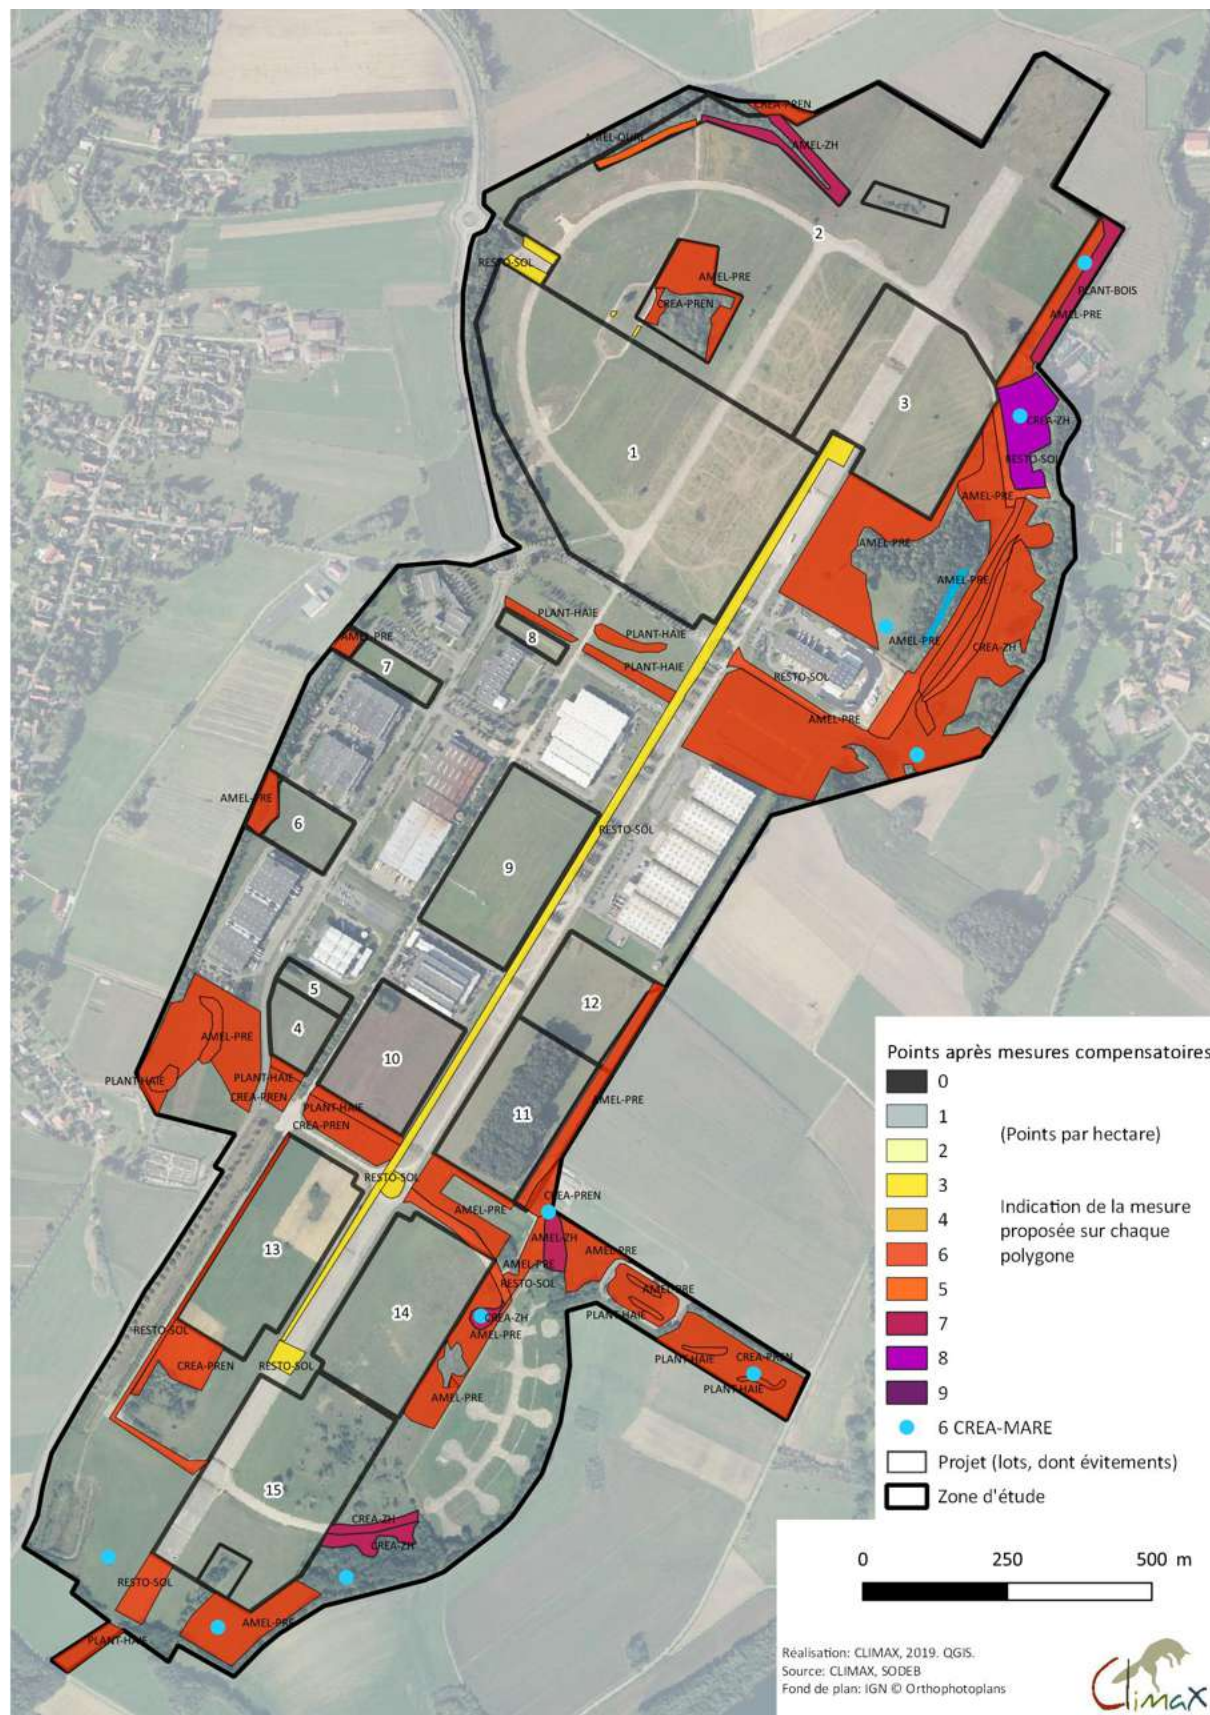 CREA-PREN
AMEL-QUAL
AMEL-ZH
2
RESTO-SOL
AMEL-PRE
PLANT-BOIS
CREA-PREN
AMEL-PRE
3
CREA-ZH
1
RESTO-SOL
AMEL-PRE
AMEL-PRE
AMEL-PRE
PLANT-HAIE
PLANT-HAIE
8
AMEL-PRE
AMEL-PRE
CREA-ZH
7
PLANT-HAIE
RESTO-SOL
AMEL-PRE
AMEL-PRE
6
RESTO-SOL
9
5
12
4
AMEL-PRE
10
PLANT-HAIE
PLANT-HAIE
CREA-PREN
PLANT-HAIE
AMEL-PRE
11
CREA-PREN
RESTO-SOL
CREA-PREN
AMEL-PRE
AMEL-ZH
13
AMEL-PRE
AMEL-PRE
RESTO-SOL
AMEL-PRE
14
CREA-ZH
PLANT-HAIE
RESTO-SOL
AMEL-PRE
CREA-PREN
RESTO-SOL
PLANT-HAIE
CREA-PREN
PLANT-HAIE
AMEL-PRE
15
CREA-ZH
CREA-ZH
RESTO-SOL
AMEL-PRE
PLANT-HAIE
Points après mesures compensatoires
0
1
2
3
4
6
5
7
8
9
(Points par hectare)
Indication de la mesure
proposée sur chaque
polygone
6 CREA-MARE
Projet (lots, dont évitements)
Zone d'étude
0 250 500 m
Réalisation: CLIMAX, 2019. QGIS.
Source: CLIMAX, SODEB
Fond de plan: IGN © Orthophotoplans
Climax